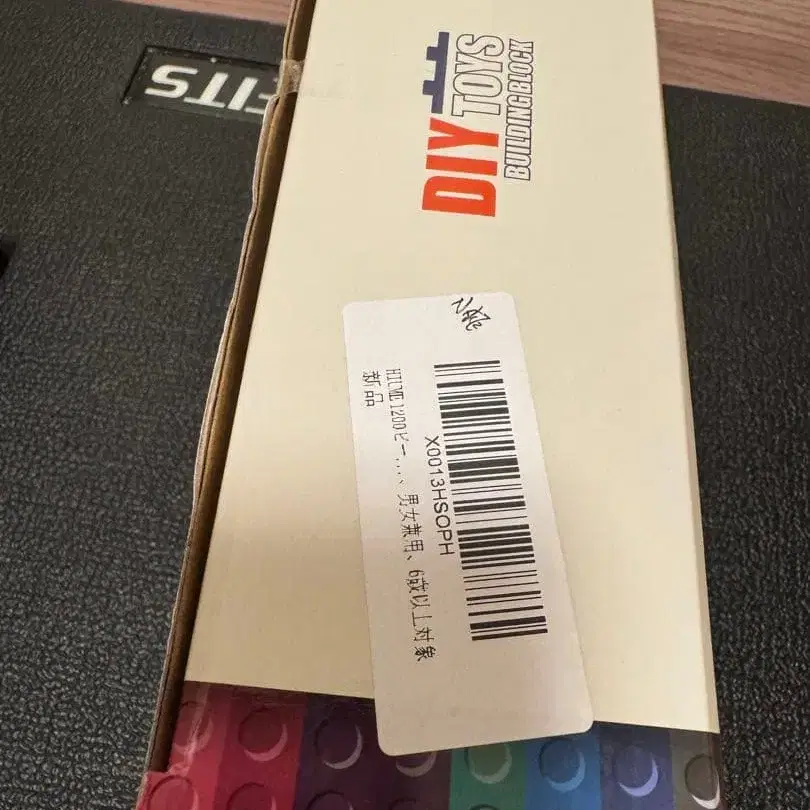 FITS
DIY TOYS
BUILDING BLOCK
X0013HSOPH
1200ピー...、男女兼用、6歳以上対象
新品